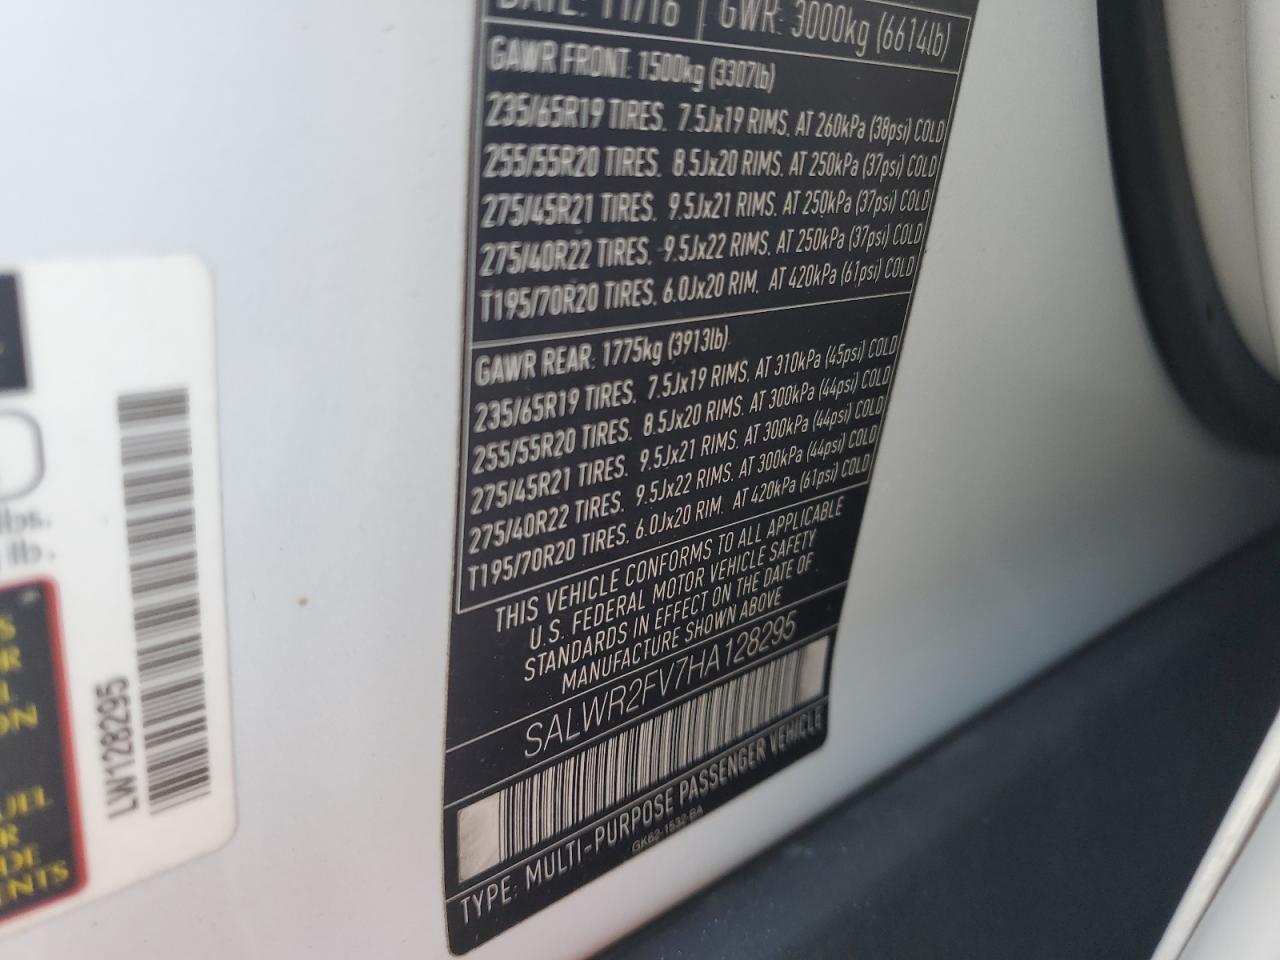 DATE: 11/16 GWR: 3000kg (6614lb)
GAWR FRONT: 1500kg (3307lb)
235/65R19 TIRES. 7.5Jx19 RIMS. AT 260kPa (38psi) COLD
255/55R20 TIRES. 8.5Jx20 RIMS. AT 250kPa (37psi) COLD
275/45R21 TIRES. 9.5Jx21 RIMS. AT 250kPa (37psi) COLD
275/40R22 TIRES. 9.5Jx22 RIMS. AT 250kPa (37psi) COLD
T195/70R20 TIRES. 6.0Jx20 RIM. AT 420kPa (61psi) COLD
GAWR REAR: 1775kg (3913lb)
235/65R19 TIRES. 7.5Jx19 RIMS. AT 310kPa (45psi) COLD
255/55R20 TIRES. 8.5Jx20 RIMS. AT 300kPa (44psi) COLD
275/45R21 TIRES. 9.5Jx21 RIMS. AT 300kPa (44psi) COLD
275/40R22 TIRES. 9.5Jx22 RIMS. AT 300kPa (44psi) COLD
T195/70R20 TIRES. 6.0Jx20 RIM. AT 420kPa (61psi) COLD
THIS VEHICLE CONFORMS TO ALL APPLICABLE
U.S. FEDERAL MOTOR VEHICLE SAFETY
STANDARDS IN EFFECT ON THE DATE OF
MANUFACTURE SHOWN ABOVE
SALWR2FV7HA128295
TYPE: MULTI-PURPOSE PASSENGER VEHICLE
GK62-1532-BA
lbs.
lb.
LW128295